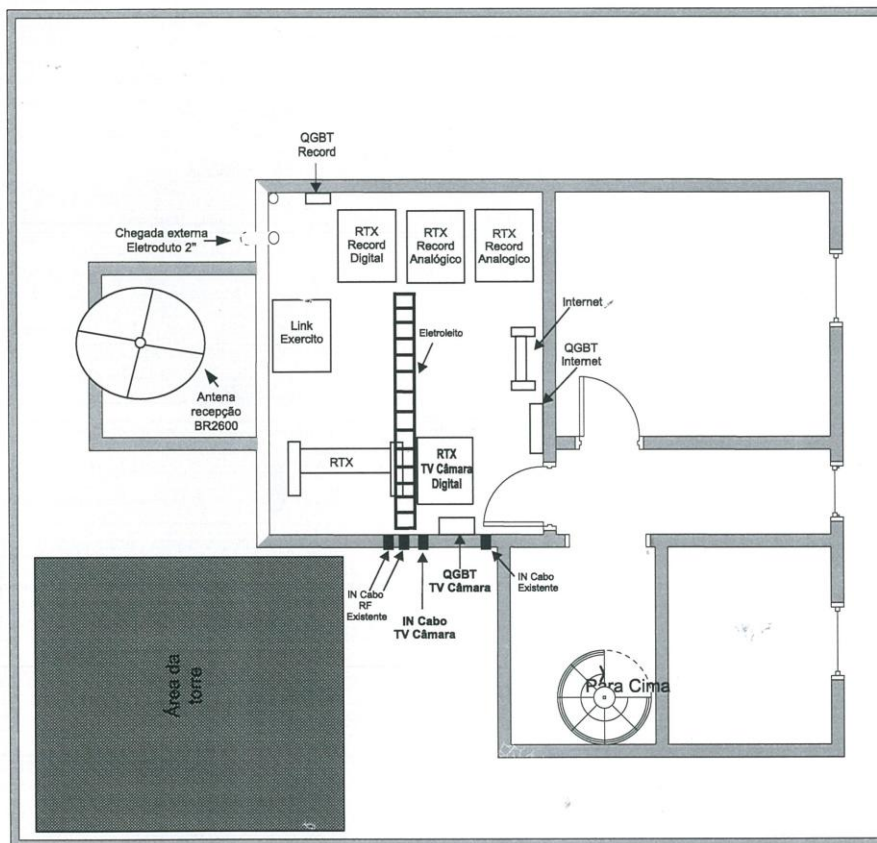 QGBT
Record
Chegada externa
Eletroduto 2"
RTX
Record
Digital
RTX
Record
Analógico
RTX
Record
Analogico
Link
Exercito
Eletroleito
Internet
QGBT
Internet
Antena
recepção
BR2600
RTX
RTX
TV Câmara
Digital
IN Cabo
RF
Existente
IN Cabo
TV Câmara
QGBT
TV Câmara
IN Cabo
Existente
Área da
torre
Para Cima